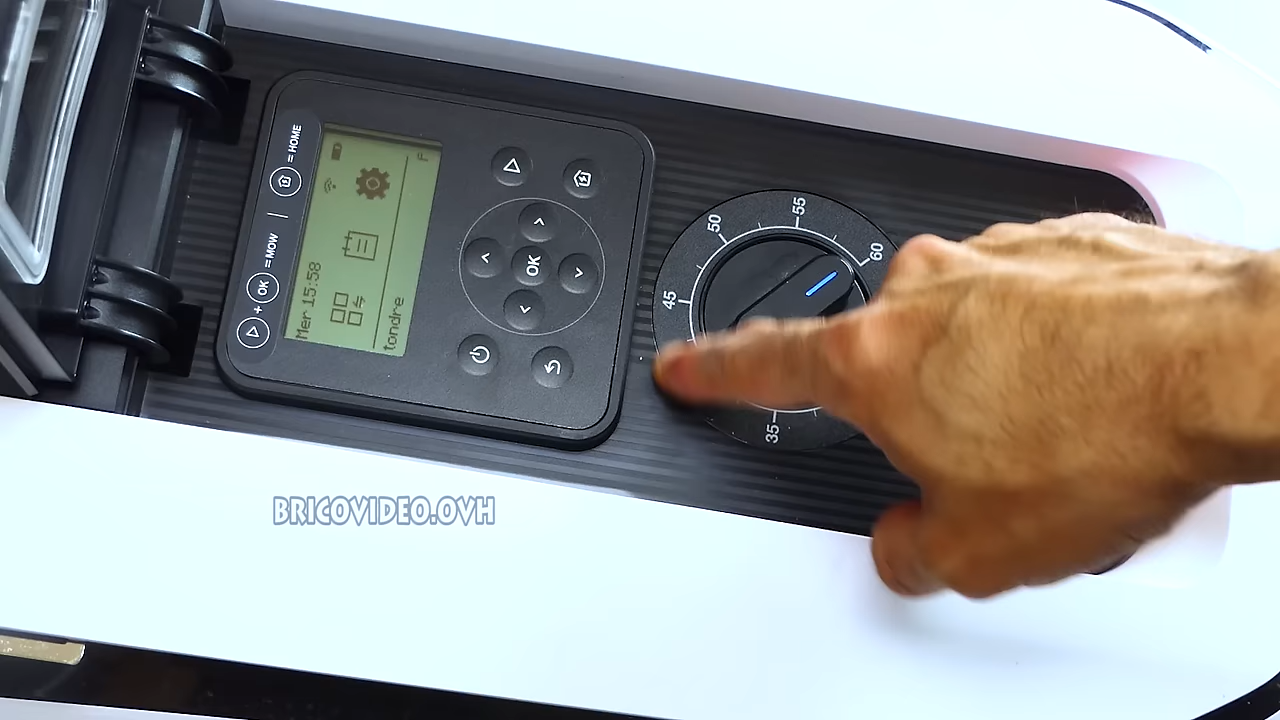 = HOME
+ OK = MOW
Mer 15:58
tondre
F
OK
35
45
50
55
60
BRICOVIDEO.OVH